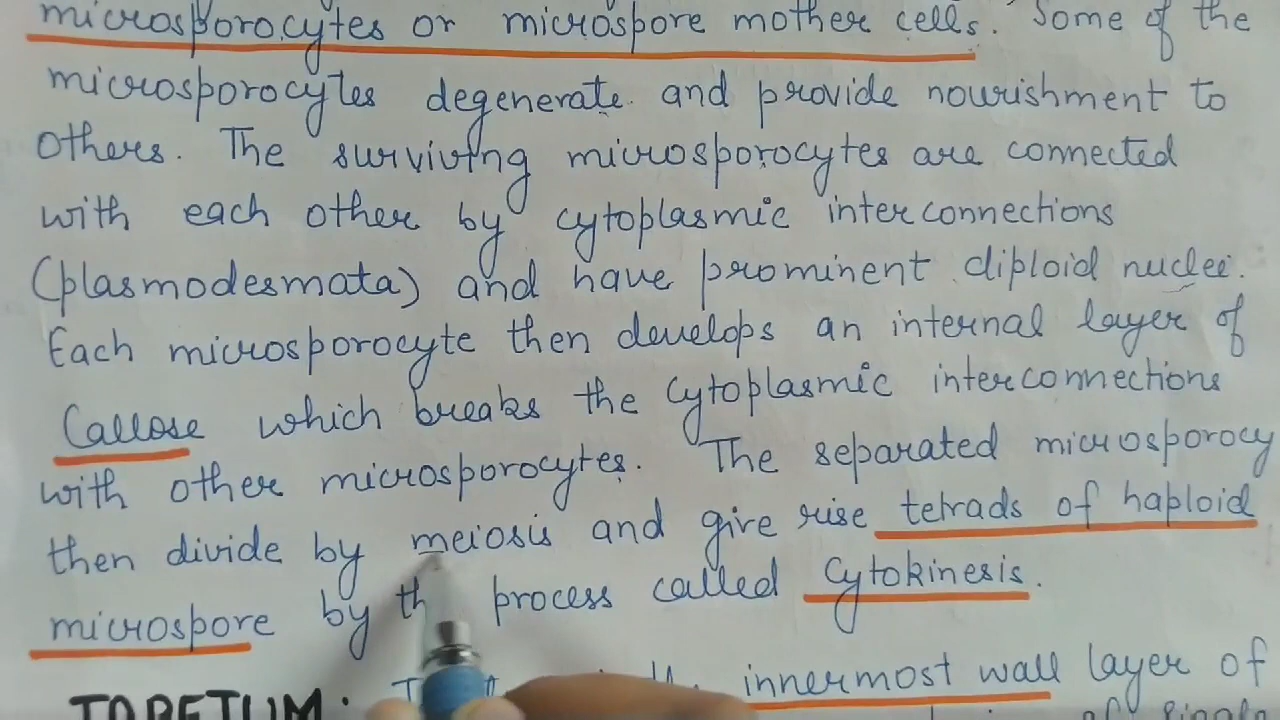 microsporocytes or microspore mother cells. Some of the
microsporocytes degenerate and provide nourishment to
others. The surviving microsporocytes are connected
with each other by cytoplasmic interconnections
(plasmodesmata) and have prominent diploid nuclei.
Each microsporocyte then develops an internal layer of
Callose which breaks the cytoplasmic interconnections
with other microsporocytes. The separated microsporocy
then divide by meiosis and give rise tetrads of haploid
microspore by th process called Cytokinesis.
TAPETUM: innermost wall layer of